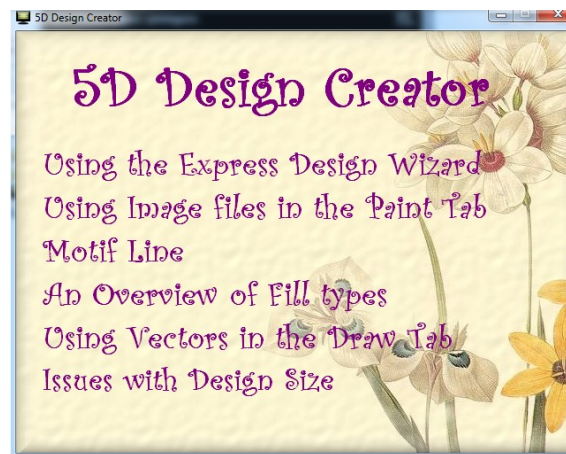 5D Design Creator
5D Design Creator
Using the Express Design Wizard
Using Image files in the Paint Tab
Motif Line
An Overview of Fill types
Using Vectors in the Draw Tab
Issues with Design Size